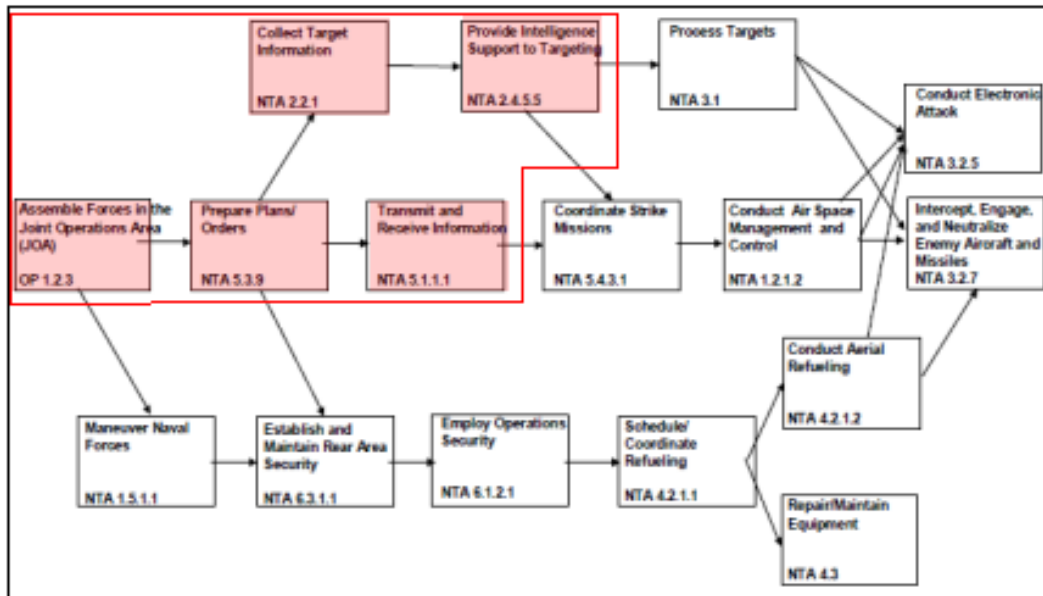 Collect Target
Information
NTA 2.2.1
Provide Intelligence
Support to Targeting
NTA 2.4.5.5
Process Targets
NTA 3.1
Conduct Electronic
Attack
NTA 3.2.5
Assemble Forces in the
Joint Operations Area
(JOA)
OP 1.2.3
Prepare Plans/
Orders
NTA 5.3.9
Transmit and
Receive Information
NTA 5.1.1.1
Coordinate Strike
Missions
NTA 5.4.3.1
Conduct Air Space
Management and
Control
NTA 1.2.1.2
Intercept, Engage,
and Neutralize
Enemy Aircraft and
Missiles
NTA 3.2.7
Conduct Aerial
Refueling
NTA 4.2.1.2
Maneuver Naval
Forces
NTA 1.5.1.1
Establish and
Maintain Rear Area
Security
NTA 6.3.1.1
Employ Operations
Security
NTA 6.1.2.1
Schedule/
Coordinate
Refueling
NTA 4.2.1.1
Repair/Maintain
Equipment
NTA 4.3